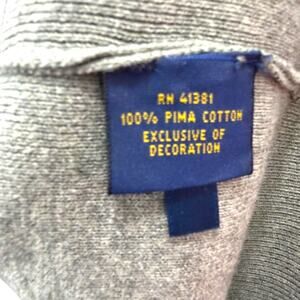 RN 41381
100% PIMA COTTON
EXCLUSIVE OF
DECORATION